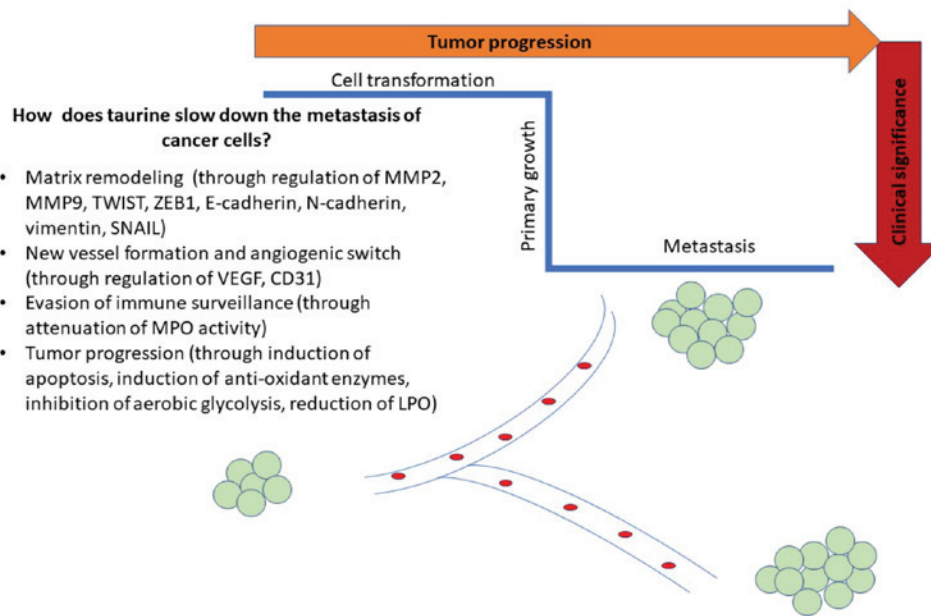 Tumor progression
Cell transformation
Clinical significance
How does taurine slow down the metastasis of
cancer cells?
Primary growth
• Matrix remodeling (through regulation of MMP2,
MMP9, TWIST, ZEB1, E-cadherin, N-cadherin,
vimentin, SNAIL)
• New vessel formation and angiogenic switch
(through regulation of VEGF, CD31)
• Evasion of immune surveillance (through
attenuation of MPO activity)
• Tumor progression (through induction of
apoptosis, induction of anti-oxidant enzymes,
inhibition of aerobic glycolysis, reduction of LPO)
Metastasis